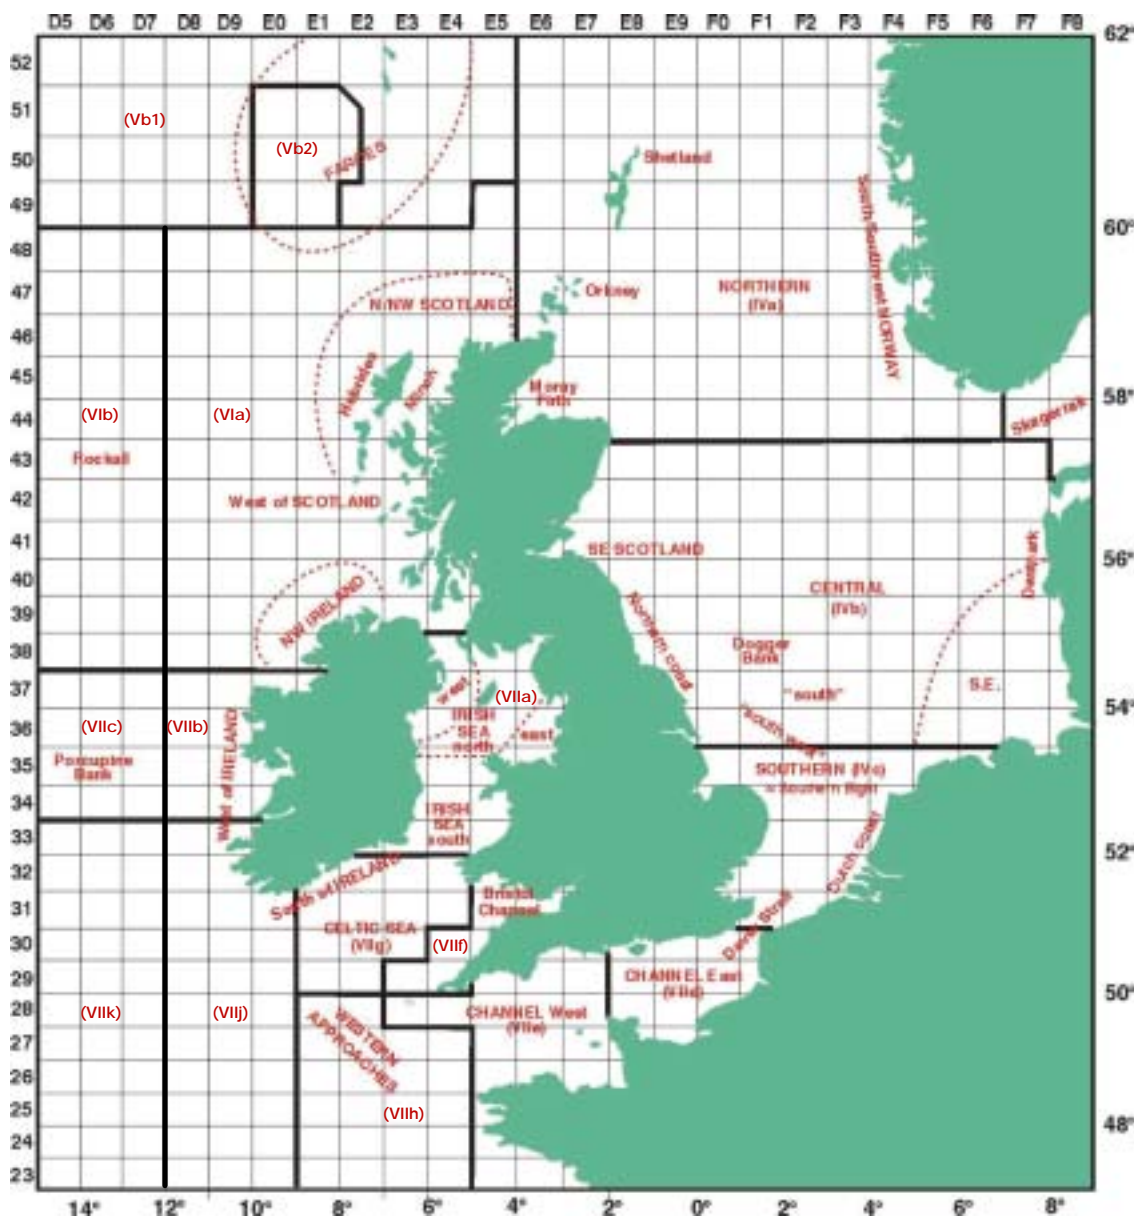 D5 D6 D7 D8 D9 E0 E1 E2 E3 E4 E5 E6 E7 E8 E9 F0 F1 F2 F3 F4 F5 F6 F7 F8
62°
52
51
50
49
48
47
46
45
44
43
42
41
40
39
38
37
36
35
34
33
32
31
30
29
28
27
26
25
24
23
60°
58°
56°
54°
52°
50°
48°
(Vb1)
(Vb2)
FAROES
Shetland
South/Southwest NORWAY
Orkney
NORTHERN
(IVa)
N/NW SCOTLAND
Hebrides
Minch
Moray
Firth
Skagerrak
(VIb)
(VIa)
Rockall
West of SCOTLAND
SE SCOTLAND
Denmark
CENTRAL
(IVb)
NW IRELAND
Northern coast
Dogger
Bank
S.E.
"south"
"south west"
west
(VIIa)
IRISH
SEA
north
east
(VIIc)
(VIIb)
Porcupine
Bank
West of IRELAND
SOUTHERN (IVc)
= Southern Bight
IRISH
SEA
south
Dutch coast
South of IRELAND
Bristol
Channel
CELTIC SEA
(VIIg)
(VIIf)
Dover Strait
CHANNEL East
(VIId)
(VIIk)
(VIIj)
CHANNEL West
(VIIe)
WESTERN
APPROACHES
(VIIh)
14° 12° 10° 8° 6° 4° 2° 0° 2° 4° 6° 8°